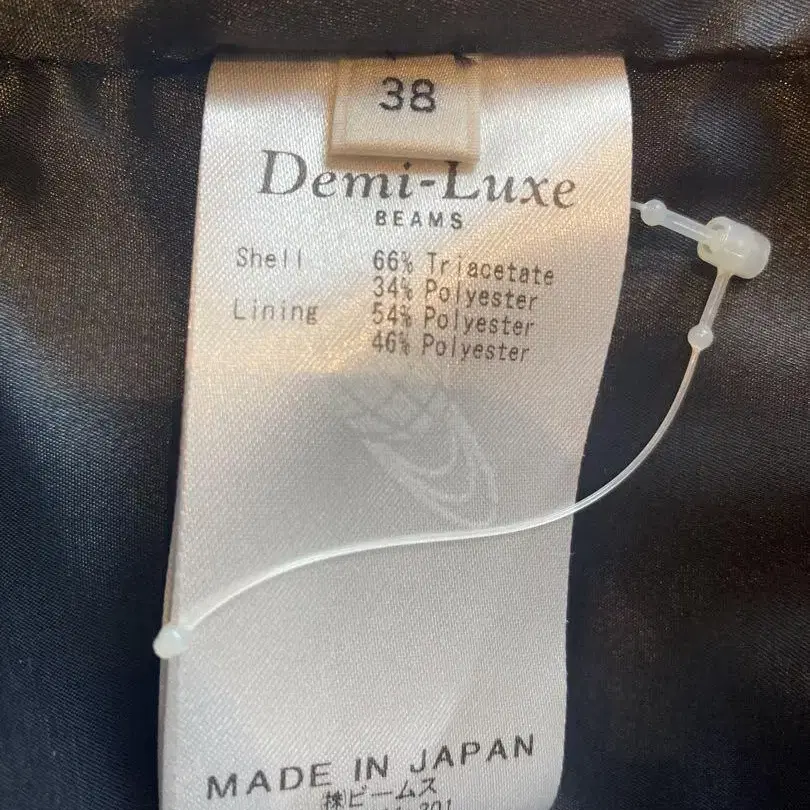 38
Demi-Luxe
BEAMS
Shell 66% Triacetate
34% Polyester
Lining 54% Polyester
46% Polyester
MADE IN JAPAN
㈱ビームス